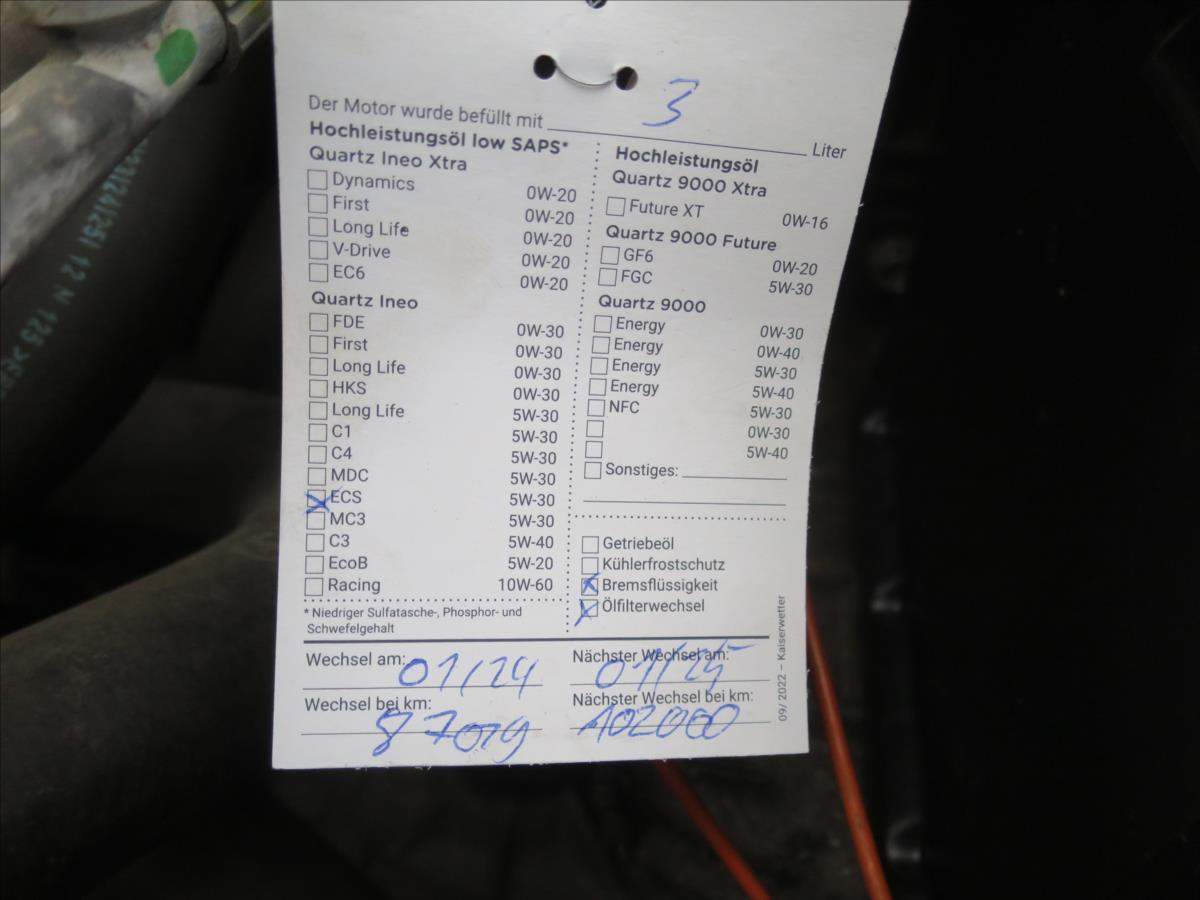 Der Motor wurde befüllt mit 3 Liter
Hochleistungsöl low SAPS*
Quartz Ineo Xtra
Dynamics 0W-20
First 0W-20
Long Life 0W-20
V-Drive 0W-20
EC6 0W-20
Quartz Ineo
FDE 0W-30
First 0W-30
Long Life 0W-30
HKS 0W-30
Long Life 5W-30
C1 5W-30
C4 5W-30
MDC 5W-30
ECS 5W-30
MC3 5W-30
C3 5W-40
EcoB 5W-20
Racing 10W-60
* Niedriger Sulfatasche-, Phosphor- und
Schwefelgehalt
Hochleistungsöl
Quartz 9000 Xtra
Future XT 0W-16
Quartz 9000 Future
GF6 0W-20
FGC 5W-30
Quartz 9000
Energy 0W-30
Energy 0W-40
Energy 5W-30
Energy 5W-40
NFC 5W-30
0W-30
5W-40
Sonstiges:
Getriebeöl
Kühlerfrostschutz
Bremsflüssigkeit
Ölfilterwechsel
Wechsel am: 01/24
Nächster Wechsel am: 01/25
Wechsel bei km: 87019
Nächster Wechsel bei km: 102000
09/ 2022 – Kaiserwetter